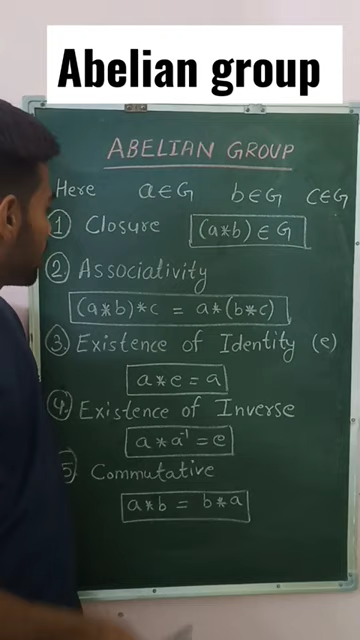 Abelian group
ABELIAN GROUP
Here a∈G b∈G c∈G
① Closure (a*b)∈G
② Associativity
(a*b)*c = a*(b*c)
③ Existence of Identity (e)
a*e=a
④ Existence of Inverse
a*a⁻¹=e
5 Commutative
a*b = b*a